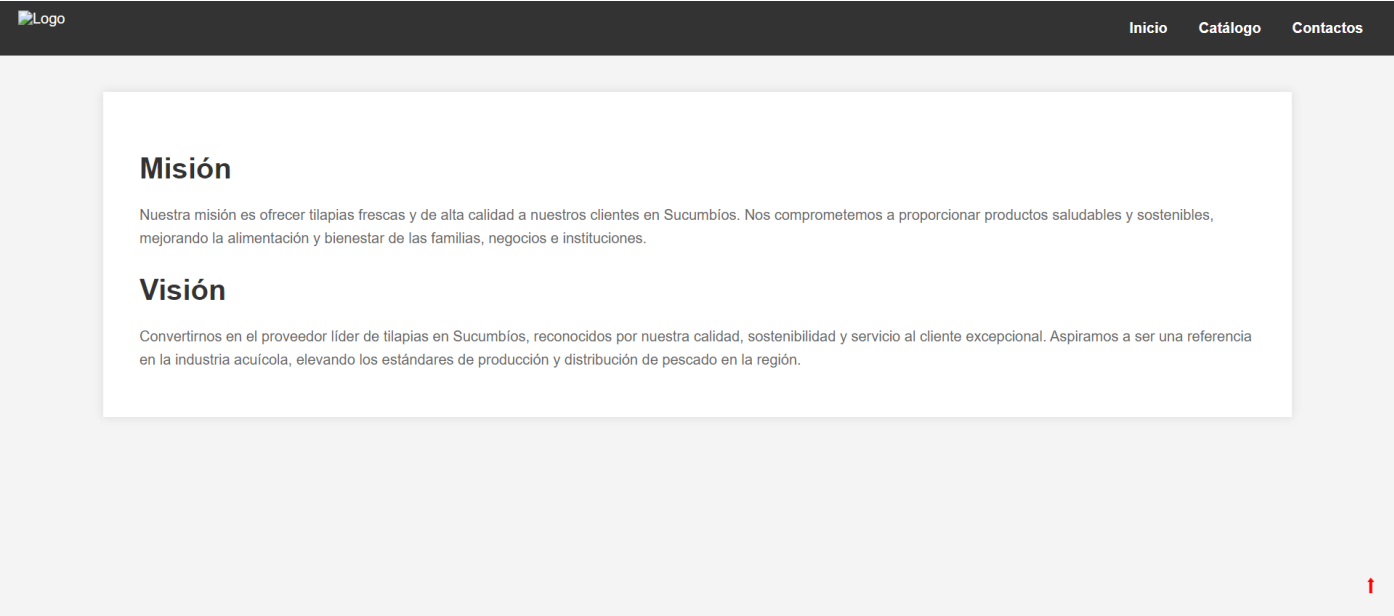 Logo
Inicio
Catálogo
Contactos
Misión
Nuestra misión es ofrecer tilapias frescas y de alta calidad a nuestros clientes en Sucumbíos. Nos comprometemos a proporcionar productos saludables y sostenibles,
mejorando la alimentación y bienestar de las familias, negocios e instituciones.
Visión
Convertirnos en el proveedor líder de tilapias en Sucumbíos, reconocidos por nuestra calidad, sostenibilidad y servicio al cliente excepcional. Aspiramos a ser una referencia
en la industria acuícola, elevando los estándares de producción y distribución de pescado en la región.